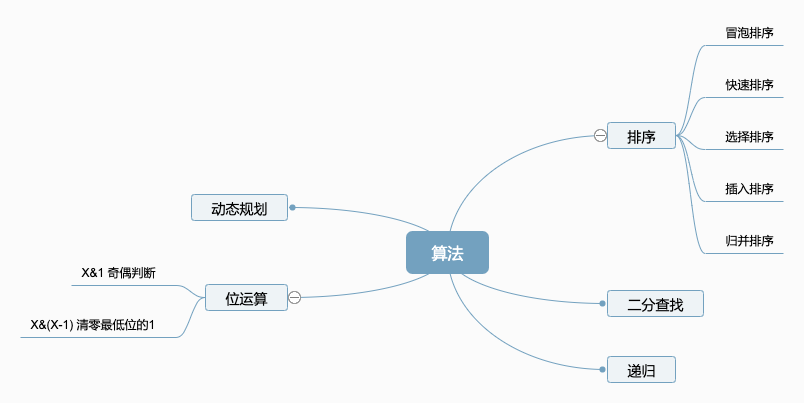 算法
排序
冒泡排序
快速排序
选择排序
插入排序
归并排序
二分查找
递归
动态规划
位运算
X&1 奇偶判断
X&(X-1) 清零最低位的1